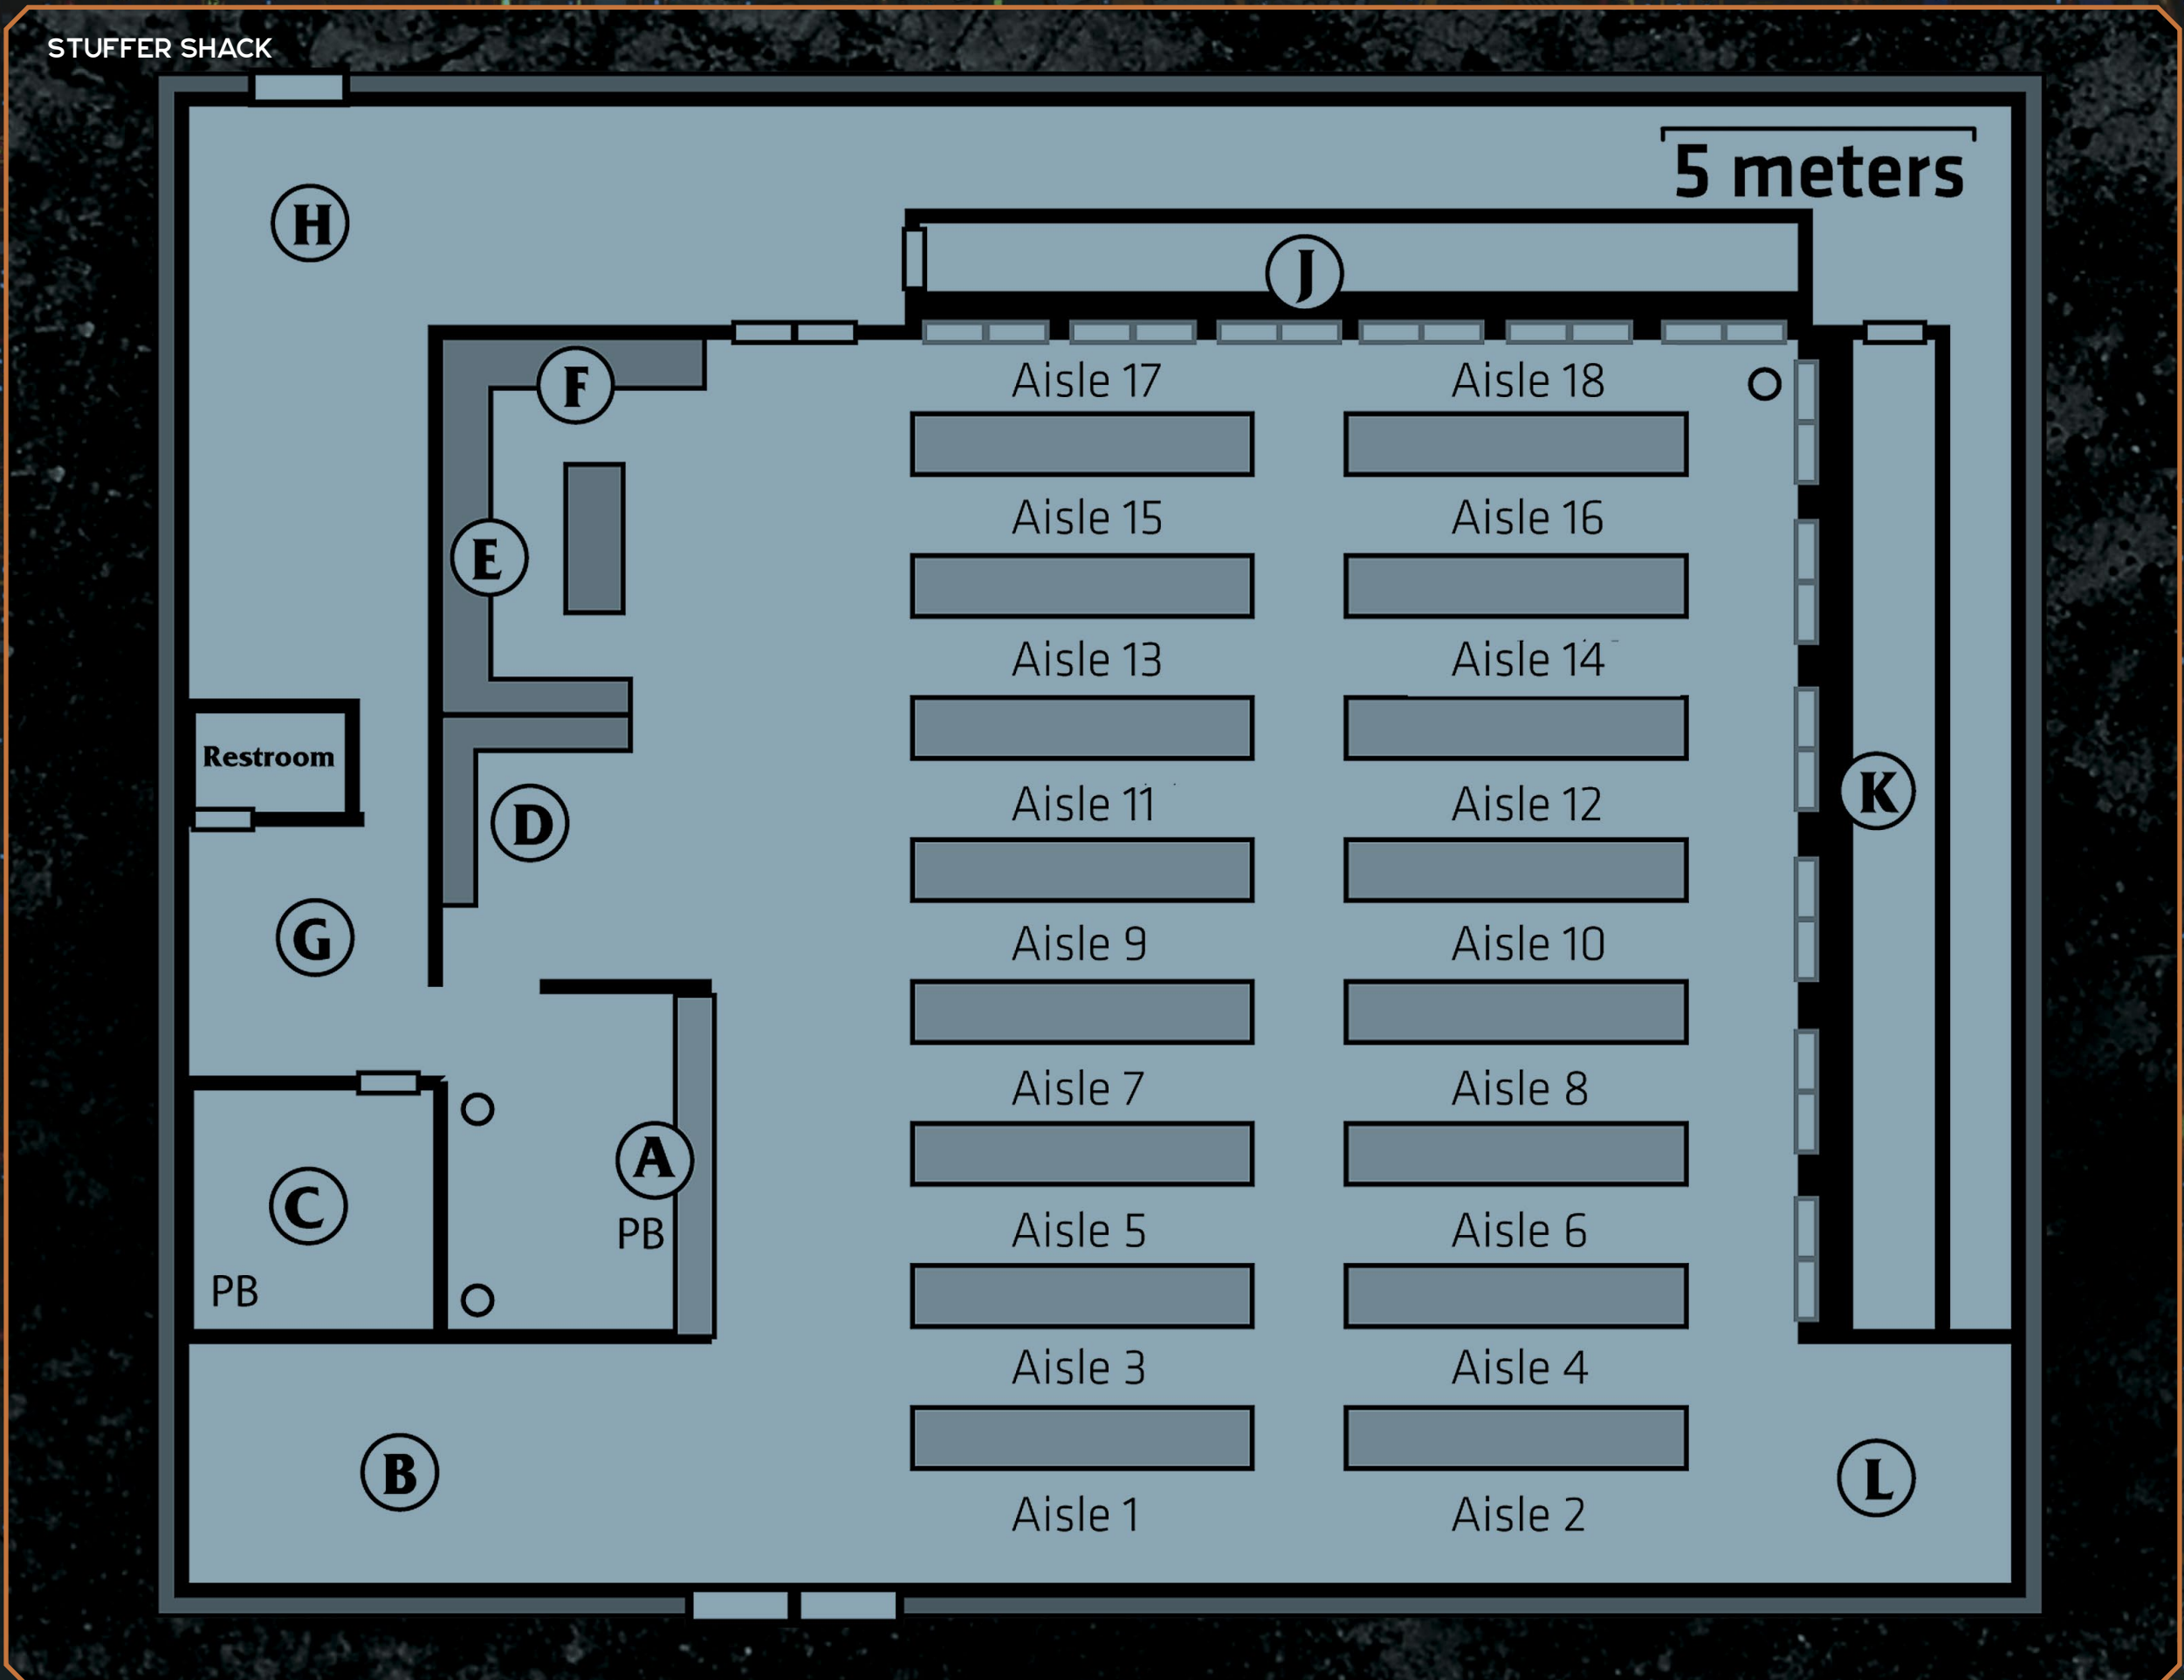 STUFFER SHACK
5 meters
H
J
F
Aisle 17
Aisle 18
E
Aisle 15
Aisle 16
Aisle 13
Aisle 14
Restroom
D
Aisle 11
Aisle 12
K
G
Aisle 9
Aisle 10
Aisle 7
Aisle 8
A
C
PB
Aisle 5
Aisle 6
PB
Aisle 3
Aisle 4
B
L
Aisle 1
Aisle 2